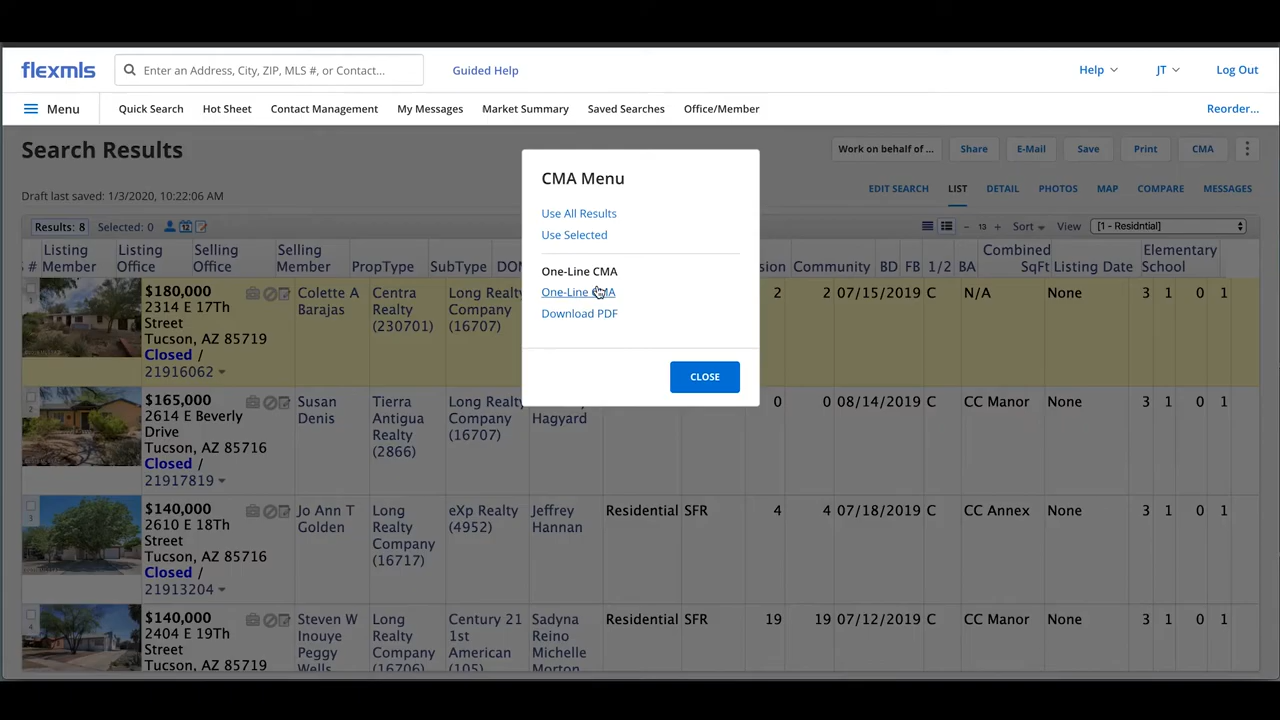 flexmls
Enter an Address, City, ZIP, MLS #, or Contact...
Guided Help
Help
JT
Log Out
Menu
Quick Search
Hot Sheet
Contact Management
My Messages
Market Summary
Saved Searches
Office/Member
Reorder...
Search Results
Work on behalf of ...
Share
E-Mail
Save
Print
CMA
Draft last saved: 1/3/2020, 10:22:06 AM
EDIT SEARCH
LIST
DETAIL
PHOTOS
MAP
COMPARE
MESSAGES
Results: 8
Selected: 0
- 13 +
Sort
View
[1 - Residntial]
#
Listing
Member
Listing
Office
Selling
Office
Selling
Member
PropType
SubType
Community
BD
FB
1/2
BA
Combined
SqFt
Listing Date
Elementary
School
1
$180,000
2314 E 17th
Street
Tucson, AZ 85719
Closed /
21916062
Colette A
Barajas
Centra
Realty
(230701)
Long Realty
Company
(16707)
2
2
07/15/2019
C
N/A
None
3
1
0
1
2
$165,000
2614 E Beverly
Drive
Tucson, AZ 85716
Closed /
21917819
Susan
Denis
Tierra
Antigua
Realty
(2866)
Long Realty
Company
(16707)
Hagyard
0
0
08/14/2019
C
CC Manor
None
3
1
0
1
3
$140,000
2610 E 18Th
Street
Tucson, AZ 85716
Closed /
21913204
Jo Ann T
Golden
Long
Realty
Company
(16717)
eXp Realty
(4952)
Jeffrey
Hannan
Residential
SFR
4
4
07/18/2019
C
CC Annex
None
3
1
0
1
4
$140,000
2404 E 19Th
Street
Tucson, AZ 85719
Steven W
Inouye
Peggy
Wells
Long
Realty
Company
(16706)
Century 21
1st
American
(105)
Sadyna
Reino
Michelle
Morton
Residential
SFR
19
19
07/12/2019
C
CC Manor
None
3
1
0
1
CMA Menu
Use All Results
Use Selected
One-Line CMA
One-Line CMA
Download PDF
CLOSE